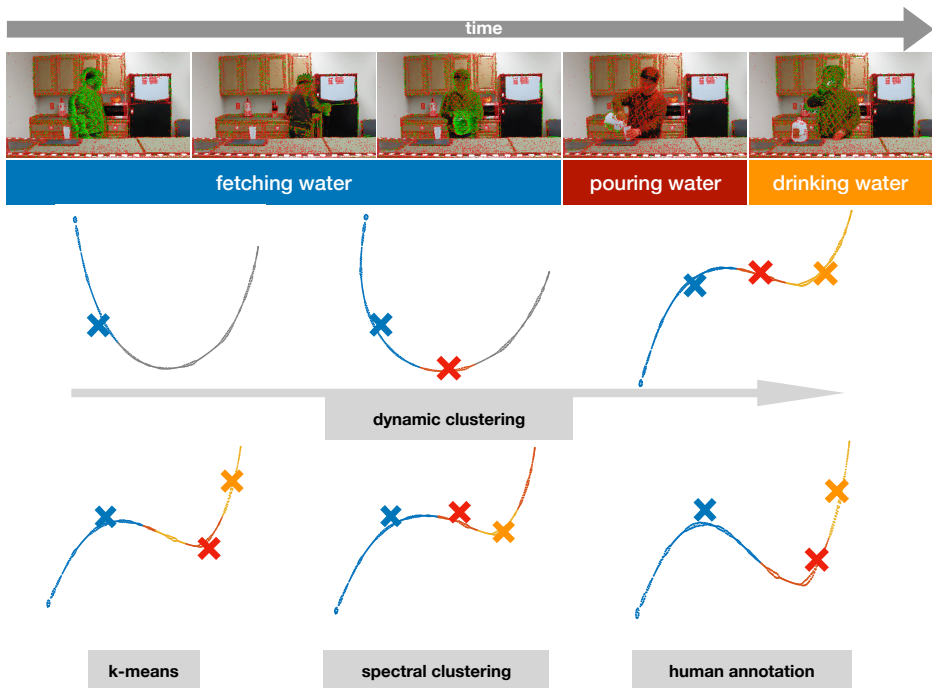 time
fetching water
pouring water
drinking water
dynamic clustering
k-means
spectral clustering
human annotation